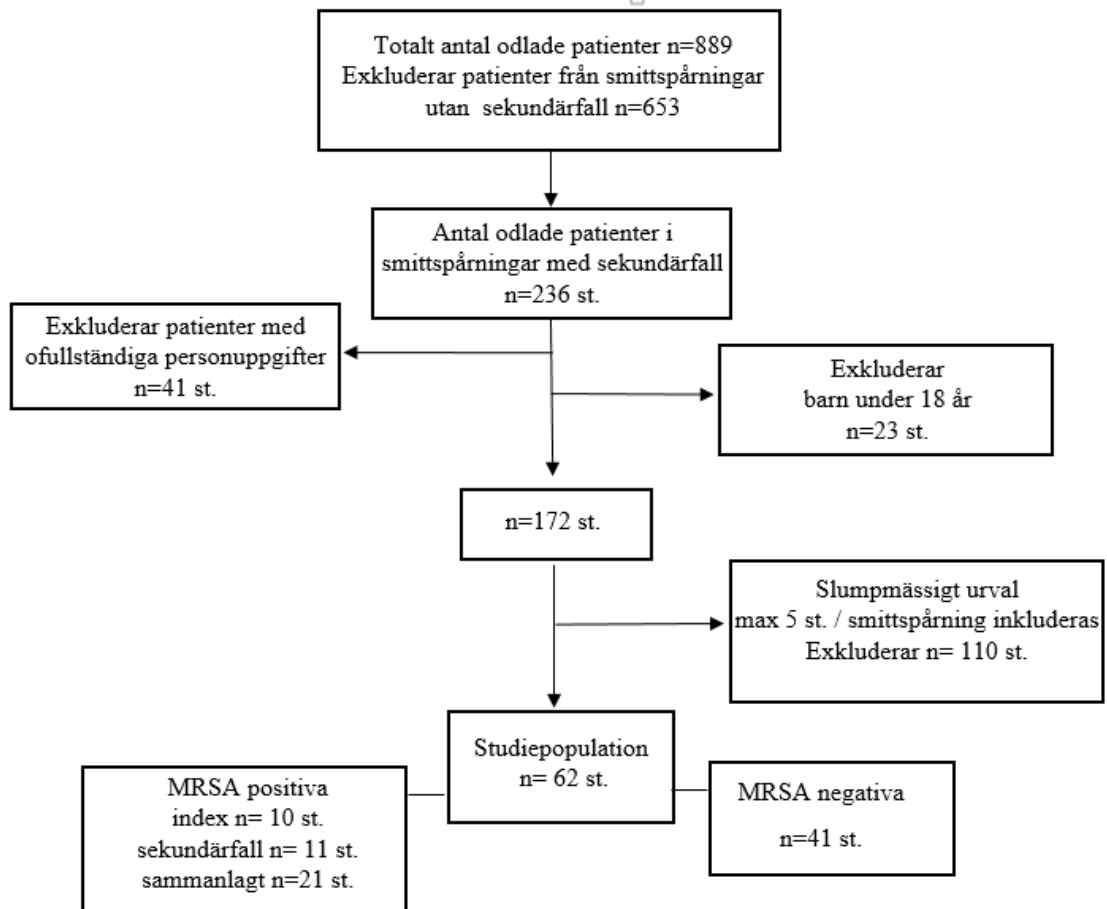 Totalt antal odlade patienter n=889
Exkluderar patienter från smittspårningar
utan sekundärfall n=653
Antal odlade patienter i
smittspårningar med sekundärfall
n=236 st.
Exkluderar patienter med
ofullständiga personuppgifter
n=41 st.
Exkluderar
barn under 18 år
n=23 st.
n=172 st.
Slumpmässigt urval
max 5 st. / smittspårning inkluderas
Exkluderar n= 110 st.
Studiepopulation
n= 62 st.
MRSA positiva
index n= 10 st.
sekundärfall n= 11 st.
sammanlagt n=21 st.
MRSA negativa
n=41 st.